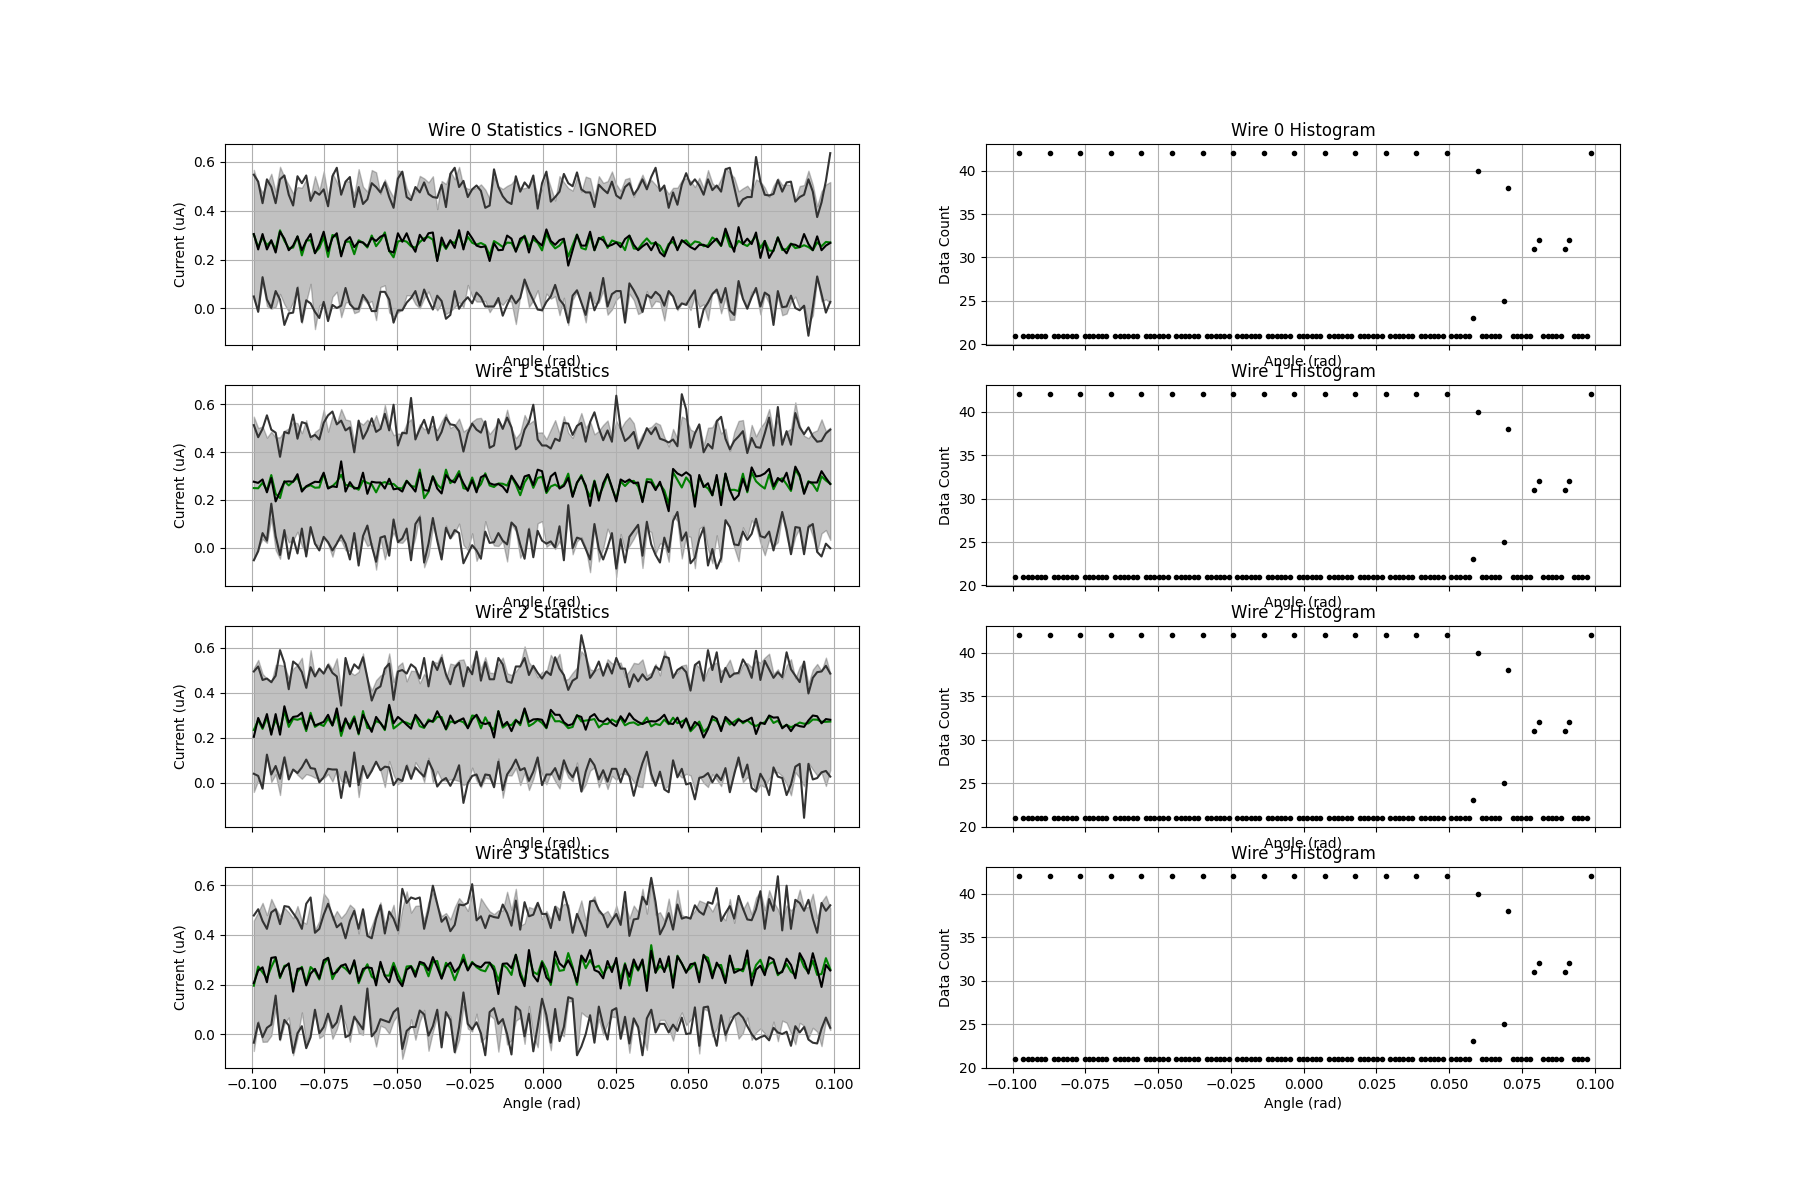 Wire 0 Statistics - IGNORED
Wire 0 Histogram
Current (uA)
0.6
0.4
0.2
0.0
Angle (rad)
Data Count
40
35
30
25
20
Angle (rad)
Wire 1 Statistics
Wire 1 Histogram
Current (uA)
0.6
0.4
0.2
0.0
Angle (rad)
Data Count
40
35
30
25
20
Angle (rad)
Wire 2 Statistics
Wire 2 Histogram
Current (uA)
0.6
0.4
0.2
0.0
Angle (rad)
Data Count
40
35
30
25
20
Angle (rad)
Wire 3 Statistics
Wire 3 Histogram
Current (uA)
0.6
0.4
0.2
0.0
−0.100 −0.075 −0.050 −0.025 0.000 0.025 0.050 0.075 0.100
Angle (rad)
Data Count
40
35
30
25
20
−0.100 −0.075 −0.050 −0.025 0.000 0.025 0.050 0.075 0.100
Angle (rad)